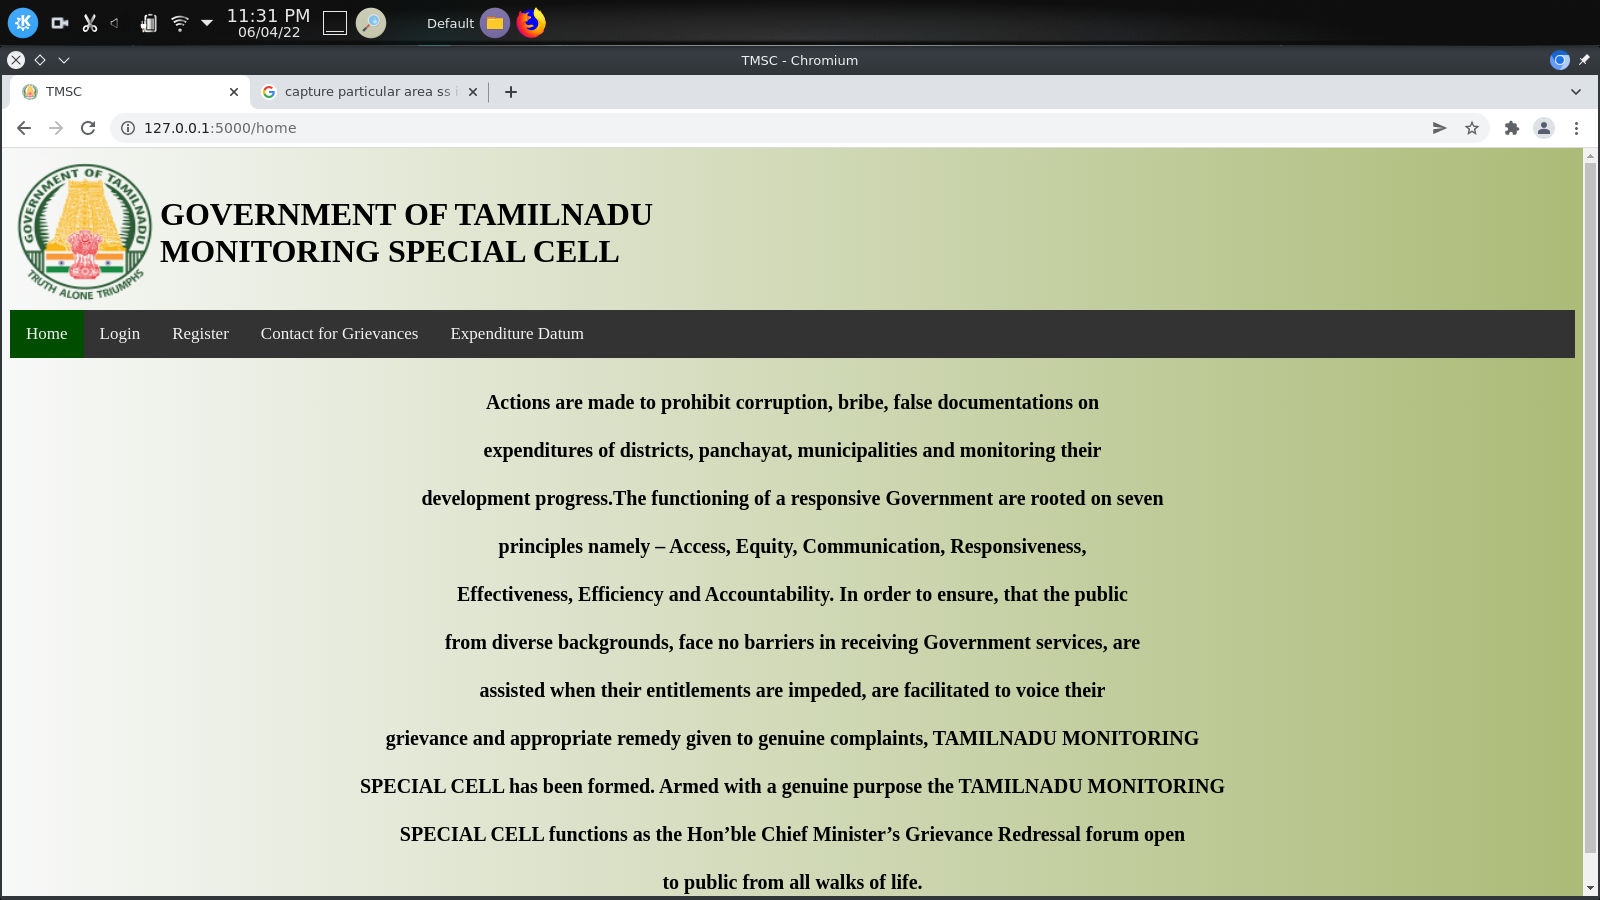 11:31 PM
06/04/22
Default
TMSC - Chromium
TMSC
capture particular area ss i
127.0.0.1:5000/home
GOVERNMENT OF TAMILNADU
TRUTH ALONE TRIUMPHS
GOVERNMENT OF TAMILNADU
MONITORING SPECIAL CELL
Home Login Register Contact for Grievances Expenditure Datum
Actions are made to prohibit corruption, bribe, false documentations on
expenditures of districts, panchayat, municipalities and monitoring their
development progress.The functioning of a responsive Government are rooted on seven
principles namely – Access, Equity, Communication, Responsiveness,
Effectiveness, Efficiency and Accountability. In order to ensure, that the public
from diverse backgrounds, face no barriers in receiving Government services, are
assisted when their entitlements are impeded, are facilitated to voice their
grievance and appropriate remedy given to genuine complaints, TAMILNADU MONITORING
SPECIAL CELL has been formed. Armed with a genuine purpose the TAMILNADU MONITORING
SPECIAL CELL functions as the Hon’ble Chief Minister’s Grievance Redressal forum open
to public from all walks of life.